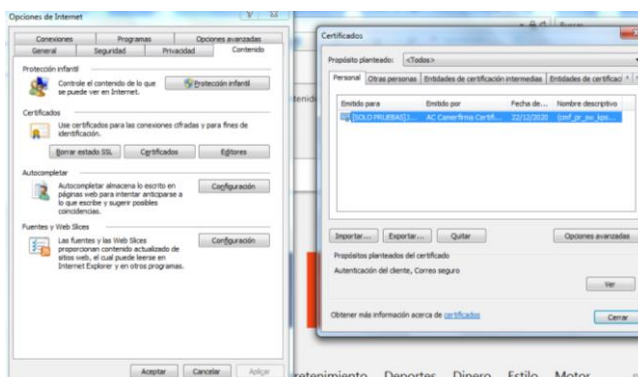 Opciones de Internet
Conexiones Programas Opciones avanzadas
General Seguridad Privacidad Contenido
Protección infantil
Controle el contenido de lo que
se puede ver en Internet.
Protección infantil
Certificados
Use certificados para las conexiones cifradas y para fines de
identificación.
Borrar estado SSL Certificados Editores
Autocompletar
Autocompletar almacena lo escrito en
páginas web para intentar anticiparse a
lo que escribe y sugerir posibles
coincidencias.
Configuración
Fuentes y Web Slices
Las fuentes y las Web Slices
proporcionan contenido actualizado de
sitios web, el cual puede leerse en
Internet Explorer y en otros programas.
Configuración
Aceptar Cancelar Aplicar
Certificados
Propósito planteado: <Todos>
Personal Otras personas Entidades de certificación intermedias Entidades de certificaci
Emitido para Emitido por Fecha de... Nombre descriptivo
[SOLO PRUEBAS]J... AC Camerfirma Certif... 22/12/2020
Importar... Exportar... Quitar Opciones avanzadas
Propósitos planteados del certificado
Autenticación del cliente, Correo seguro
Ver
Obtener más información acerca de certificados
Cerrar
retenimiento Deportes Dinero Estilo Motor